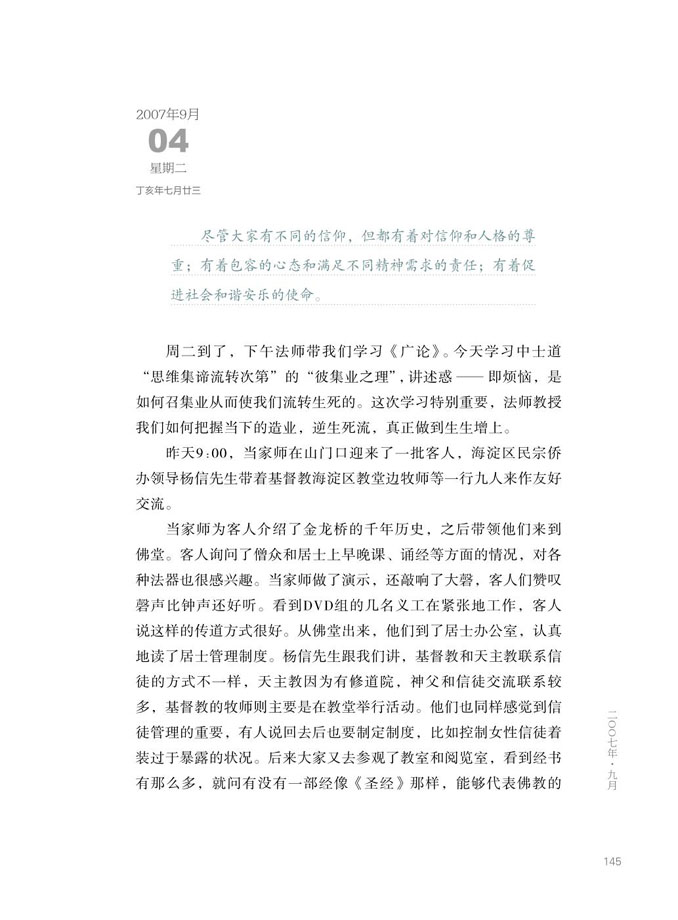 2007年9月
04
星期二
丁亥年七月廿三
尽管大家有不同的信仰，但都有着对信仰和人格的尊
重；有着包容的心态和满足不同精神需求的责任；有着促
进社会和谐安乐的使命。
周二到了，下午法师带我们学习《广论》。今天学习中士道
“思维集谛流转次第”的“彼集业之理”，讲述惑——即烦恼，是
如何召集业从而使我们流转生死的。这次学习特别重要，法师教授
我们如何把握当下的造业，逆生死流，真正做到生生增上。
昨天9:00，当家师在山门口迎来了一批客人，海淀区民宗侨
办领导杨信先生带着基督教海淀区教堂边牧师等一行九人来作友好
交流。
当家师为客人介绍了金龙桥的千年历史，之后带领他们来到
佛堂。客人询问了僧众和居士上早晚课、诵经等方面的情况，对各
种法器也很感兴趣。当家师做了演示，还敲响了大磬，客人们赞叹
磬声比钟声还好听。看到DVD组的几名义工在紧张地工作，客人
说这样的传道方式很好。从佛堂出来，他们到了居士办公室，认真
地读了居士管理制度。杨信先生跟我们讲，基督教和天主教联系信
徒的方式不一样，天主教因为有修道院，神父和信徒交流联系较
多，基督教的牧师则主要是在教堂举行活动。他们也同样感觉到信
徒管理的重要，有人说回去后也要制定制度，比如控制女性信徒着
装过于暴露的状况。后来大家又去参观了教室和阅览室，看到经书
有那么多，就问有没有一部经像《圣经》那样，能够代表佛教的
二〇〇七年·九月
145